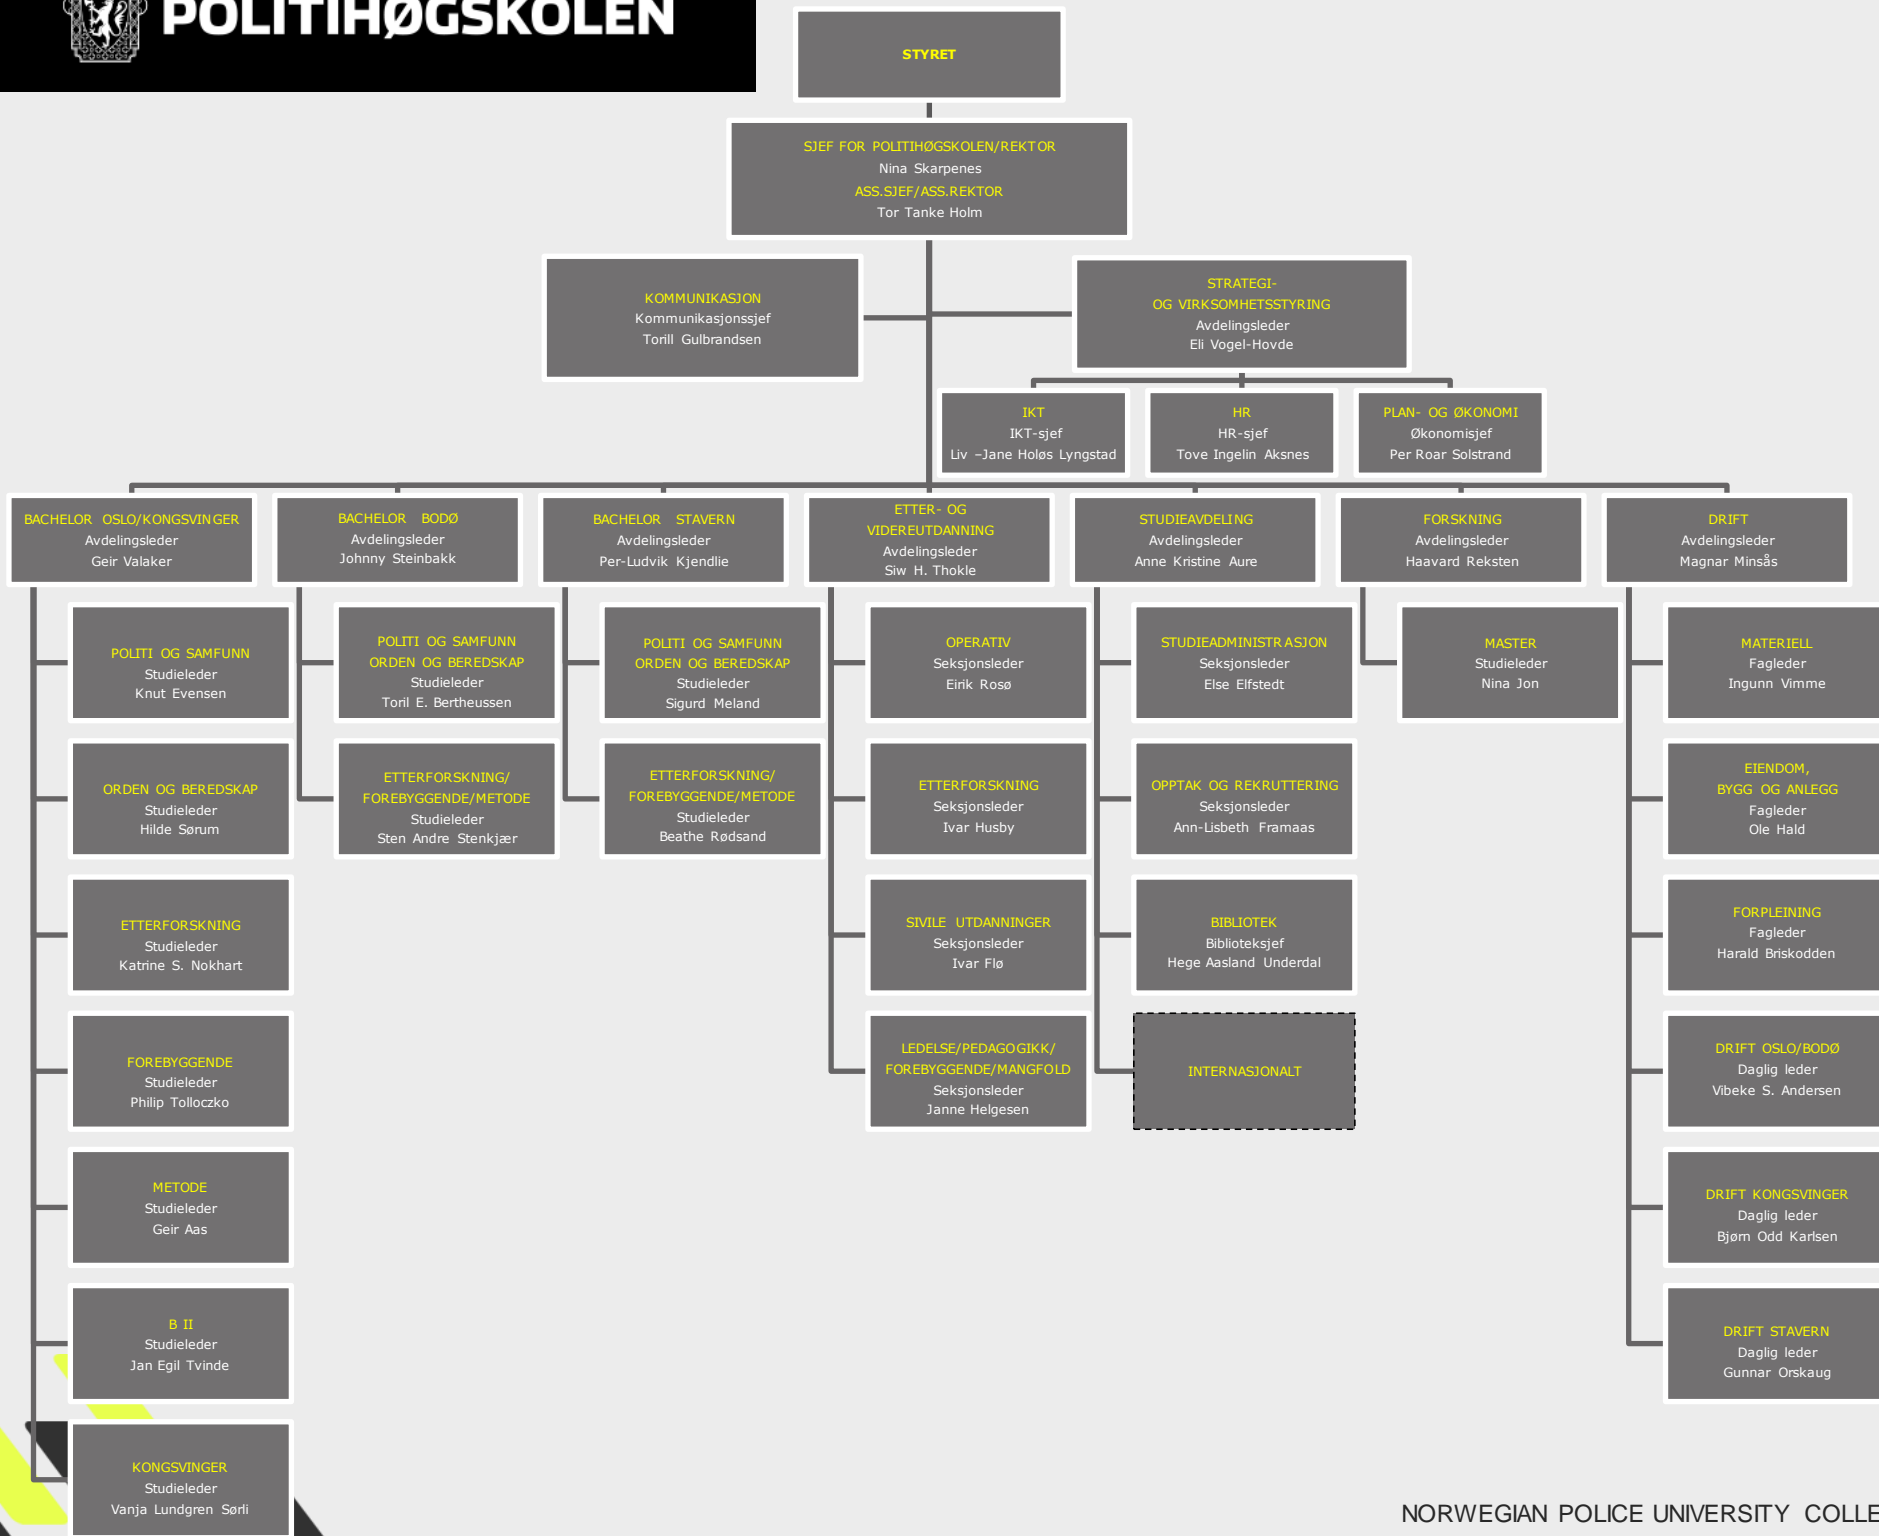 POLITIHØGSKOLEN
STYRET
SJEF FOR POLITIHØGSKOLEN/REKTOR
Nina Skarpenes
ASS.SJEF/ASS.REKTOR
Tor Tanke Holm
KOMMUNIKASJON
Kommunikasjonssjef
Torill Gulbrandsen
STRATEGI-
OG VIRKSOMHETSSTYRING
Avdelingsleder
Eli Vogel-Hovde
IKT
IKT-sjef
Liv –Jane Holøs Lyngstad
HR
HR-sjef
Tove Ingelin Aksnes
PLAN- OG ØKONOMI
Økonomisjef
Per Roar Solstrand
BACHELOR OSLO/KONGSVINGER
Avdelingsleder
Geir Valaker
BACHELOR BODØ
Avdelingsleder
Johnny Steinbakk
BACHELOR STAVERN
Avdelingsleder
Per-Ludvik Kjendlie
ETTER- OG
VIDEREUTDANNING
Avdelingsleder
Siw H. Thokle
STUDIEAVDELING
Avdelingsleder
Anne Kristine Aure
FORSKNING
Avdelingsleder
Haavard Reksten
DRIFT
Avdelingsleder
Magnar Minsås
POLITI OG SAMFUNN
Studieleder
Knut Evensen
ORDEN OG BEREDSKAP
Studieleder
Hilde Sørum
ETTERFORSKNING
Studieleder
Katrine S. Nokhart
FOREBYGGENDE
Studieleder
Philip Tolloczko
METODE
Studieleder
Geir Aas
B II
Studieleder
Jan Egil Tvinde
KONGSVINGER
Studieleder
Vanja Lundgren Sørli
POLITI OG SAMFUNN
ORDEN OG BEREDSKAP
Studieleder
Toril E. Bertheussen
ETTERFORSKNING/
FOREBYGGENDE/METODE
Studieleder
Sten Andre Stenkjær
POLITI OG SAMFUNN
ORDEN OG BEREDSKAP
Studieleder
Sigurd Meland
ETTERFORSKNING/
FOREBYGGENDE/METODE
Studieleder
Beathe Rødsand
OPERATIV
Seksjonsleder
Eirik Rosø
ETTERFORSKNING
Seksjonsleder
Ivar Husby
SIVILE UTDANNINGER
Seksjonsleder
Ivar Flø
LEDELSE/PEDAGOGIKK/
FOREBYGGENDE/MANGFOLD
Seksjonsleder
Janne Helgesen
STUDIEADMINISTRASJON
Seksjonsleder
Else Elfstedt
OPPTAK OG REKRUTTERING
Seksjonsleder
Ann-Lisbeth Framaas
BIBLIOTEK
Biblioteksjef
Hege Aasland Underdal
INTERNASJONALT
MASTER
Studieleder
Nina Jon
MATERIELL
Fagleder
Ingunn Vimme
EIENDOM,
BYGG OG ANLEGG
Fagleder
Ole Hald
FORPLEINING
Fagleder
Harald Briskodden
DRIFT OSLO/BODØ
Daglig leder
Vibeke S. Andersen
DRIFT KONGSVINGER
Daglig leder
Bjørn Odd Karlsen
DRIFT STAVERN
Daglig leder
Gunnar Orskaug
NORWEGIAN POLICE UNIVERSITY COLLE